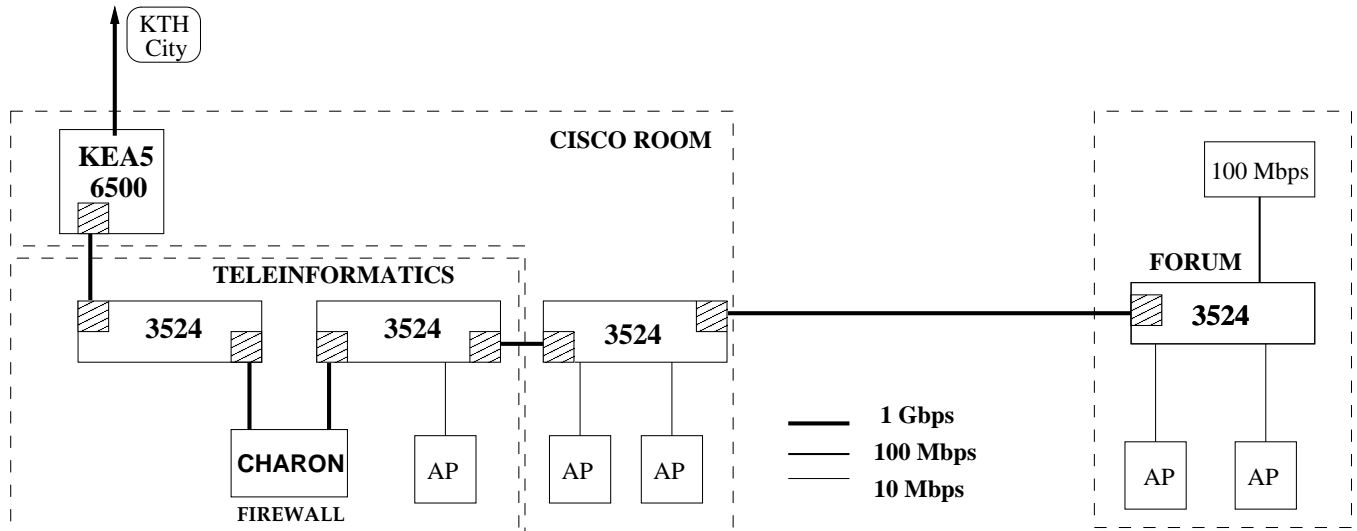 KTH
City
CISCO ROOM
KEA5
6500
100 Mbps
TELEINFORMATICS
FORUM
3524
3524
3524
3524
1 Gbps
100 Mbps
10 Mbps
CHARON
FIREWALL
AP
AP
AP
AP
AP